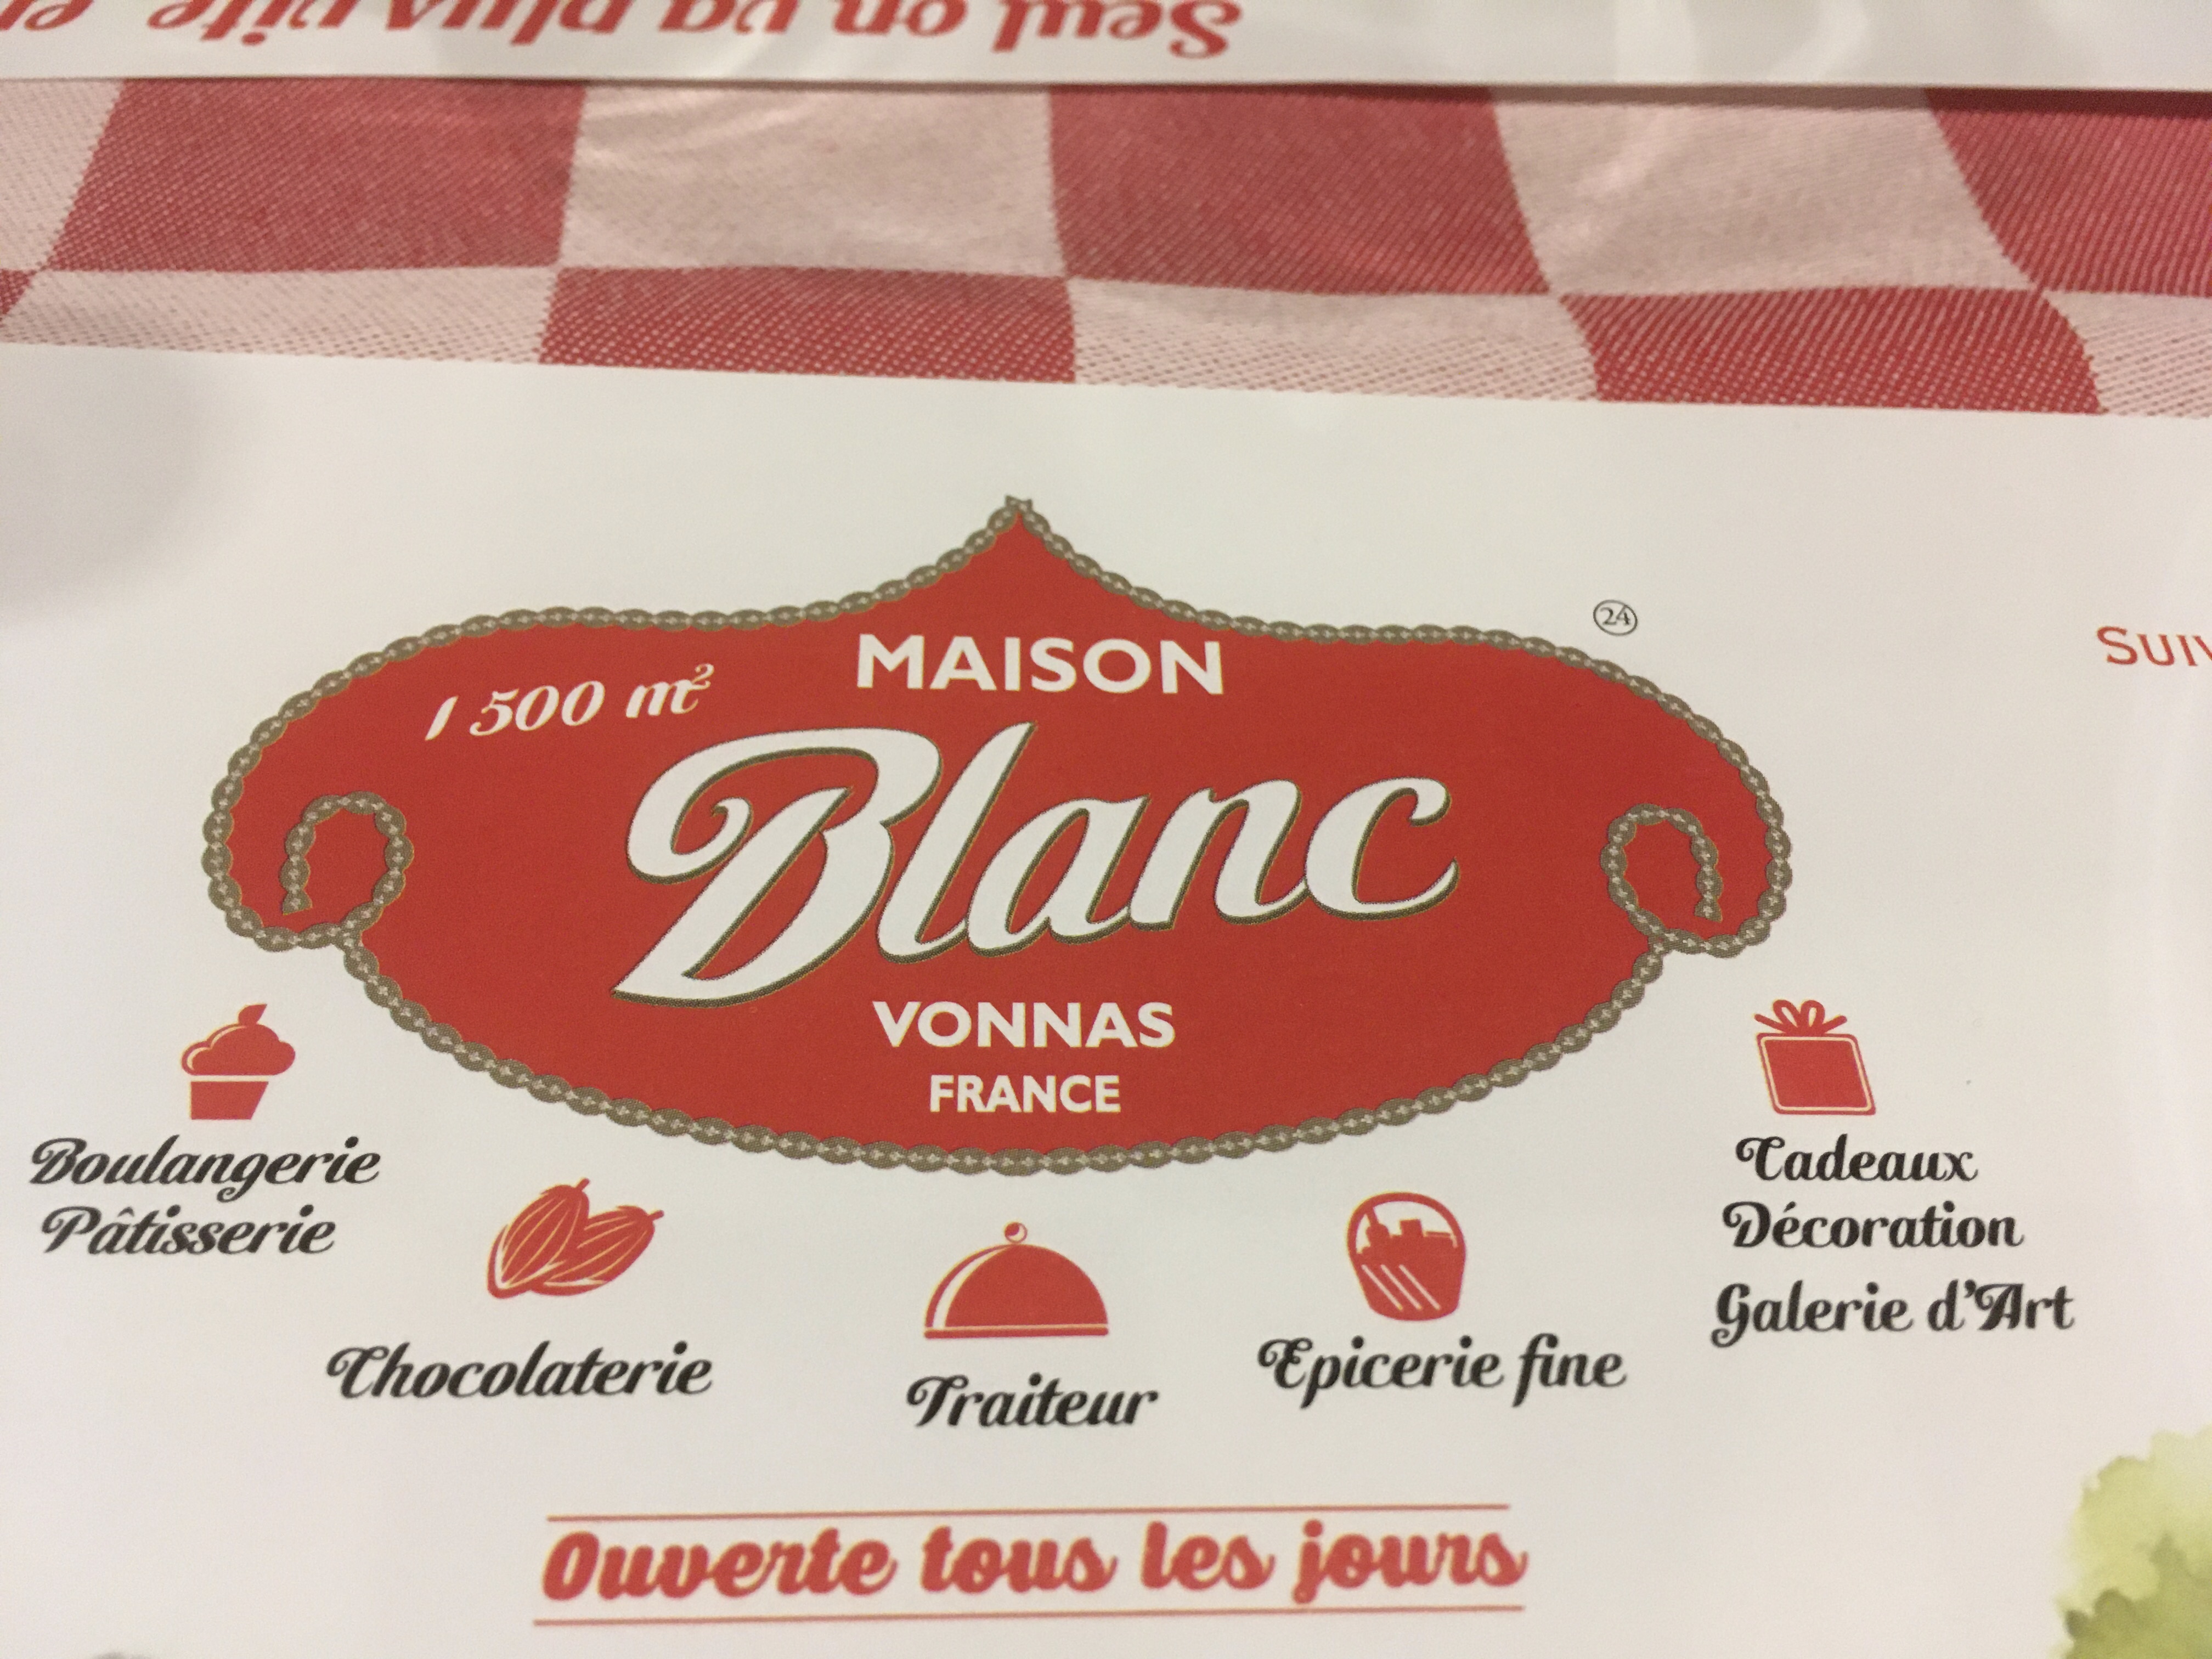 Seul on va plus vite
24
1 500 m²
MAISON
Blanc
VONNAS
FRANCE
Boulangerie
Pâtisserie
Chocolaterie
Traiteur
Epicerie fine
Cadeaux
Décoration
Galerie d'Art
Ouverte tous les jours